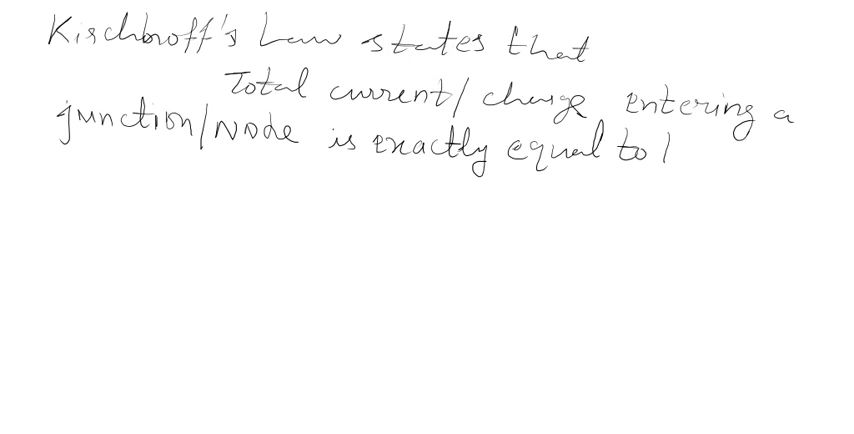 Kirchhoff's Law states that
Total current/charge entering a
junction/Node is exactly equal to